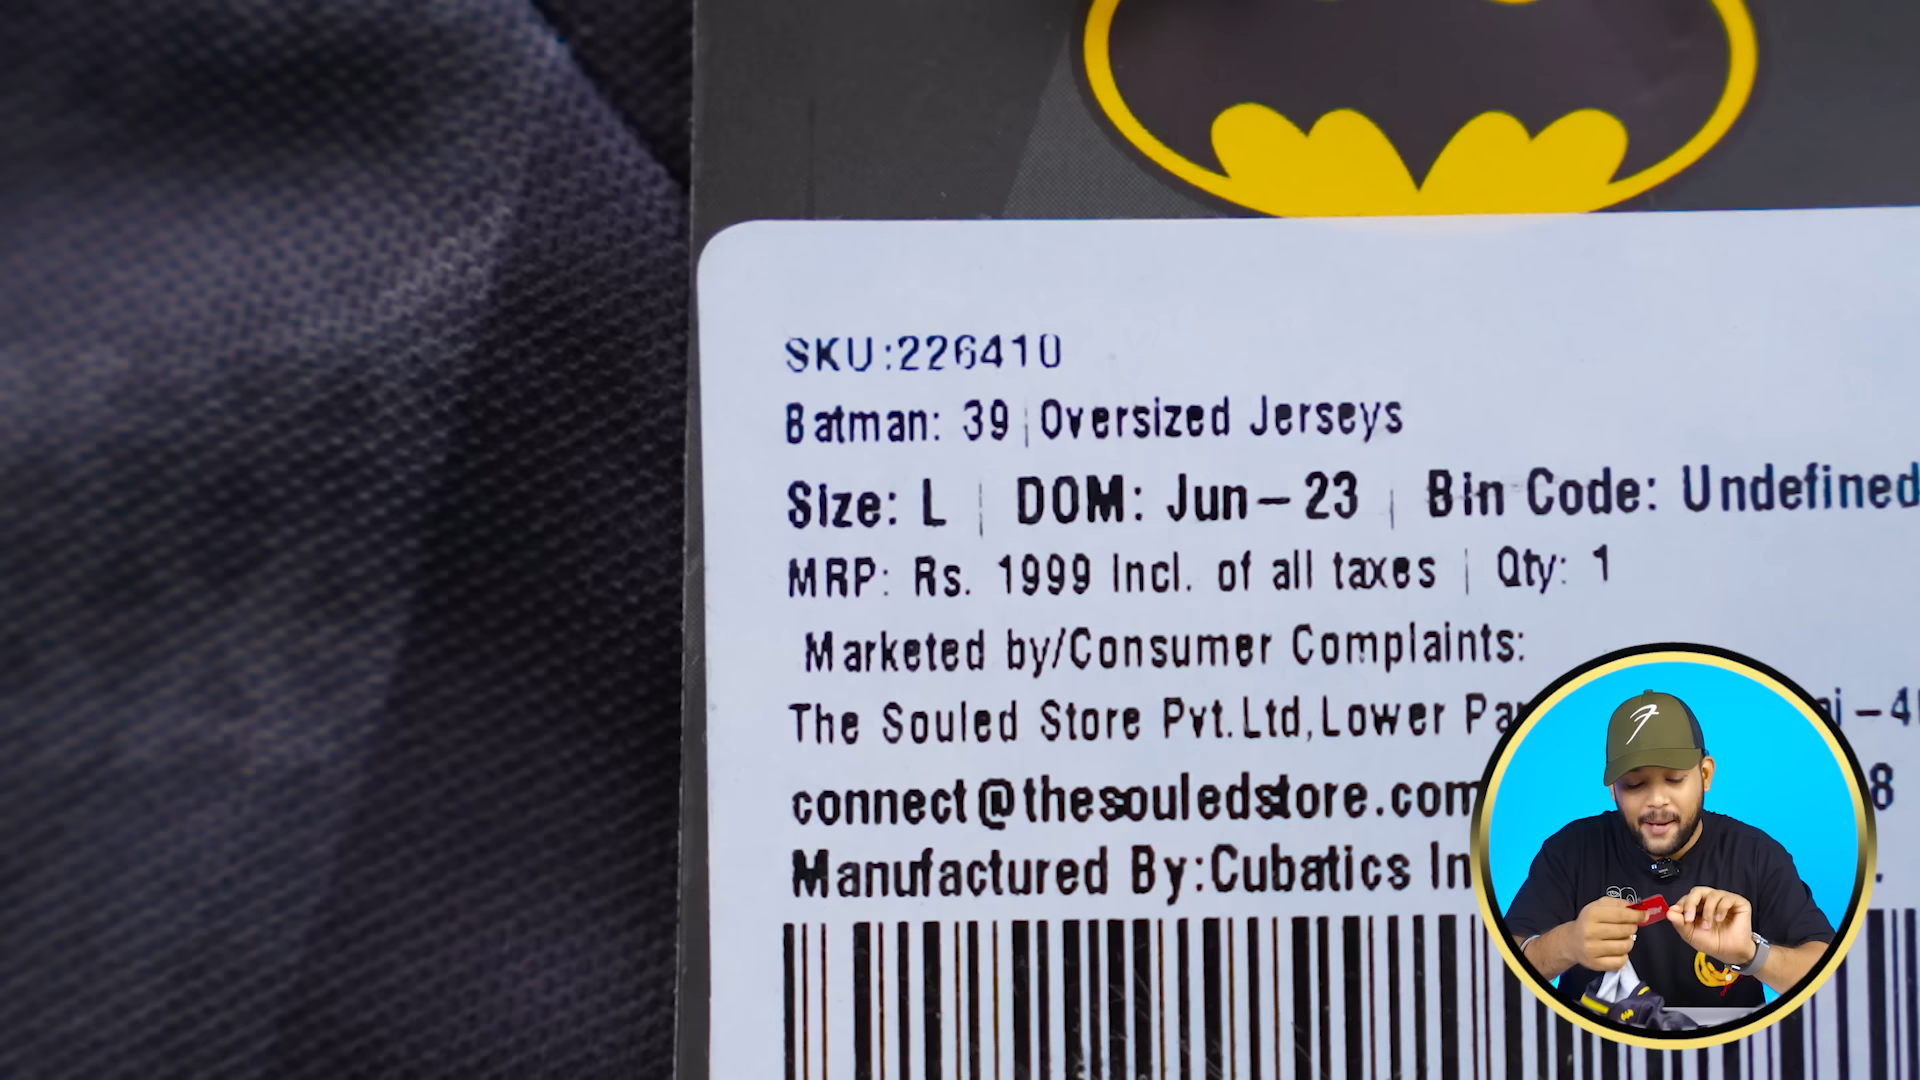 SKU:226410
Batman: 39 | Oversized Jerseys
Size: L | DOM: Jun-23 | Bin Code: Undefined
MRP: Rs. 1999 Incl. of all taxes | Qty: 1
Marketed by/Consumer Complaints:
The Souled Store Pvt.Ltd,Lower
connect@thesouledstore.com
Manufactured By:Cubatics